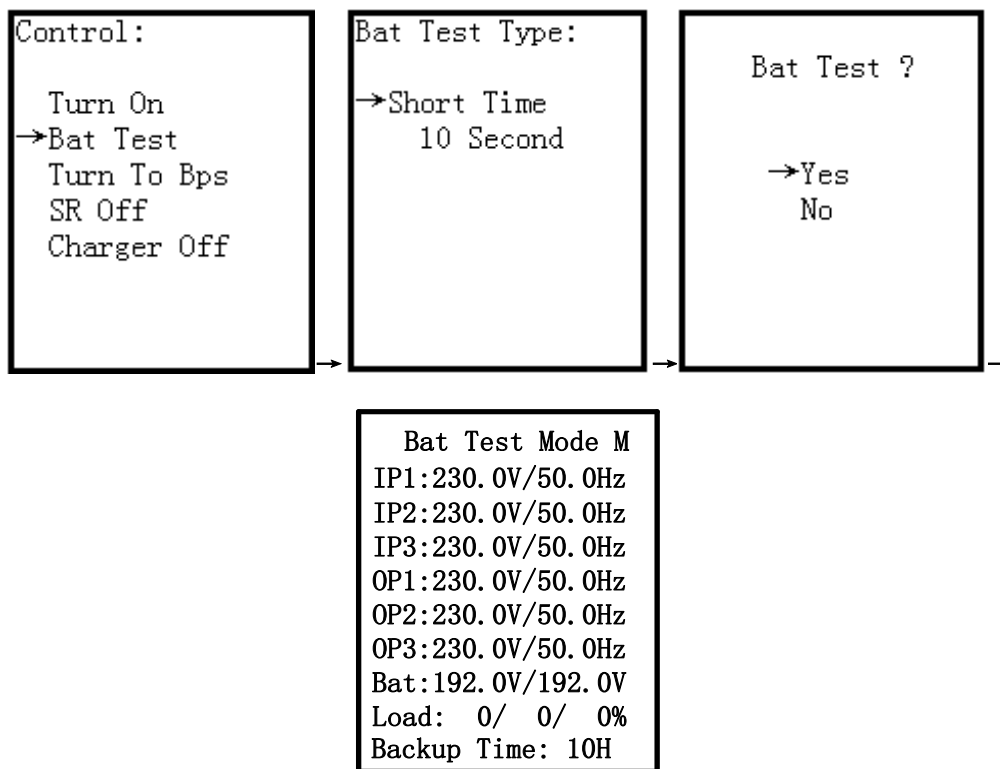 Control:
Turn On
→Bat Test
Turn To Bps
SR Off
Charger Off
Bat Test Type:
→Short Time
10 Second
Bat Test ?
→Yes
No
Bat Test Mode M
IP1:230.0V/50.0Hz
IP2:230.0V/50.0Hz
IP3:230.0V/50.0Hz
OP1:230.0V/50.0Hz
OP2:230.0V/50.0Hz
OP3:230.0V/50.0Hz
Bat:192.0V/192.0V
Load: 0/ 0/ 0%
Backup Time: 10H